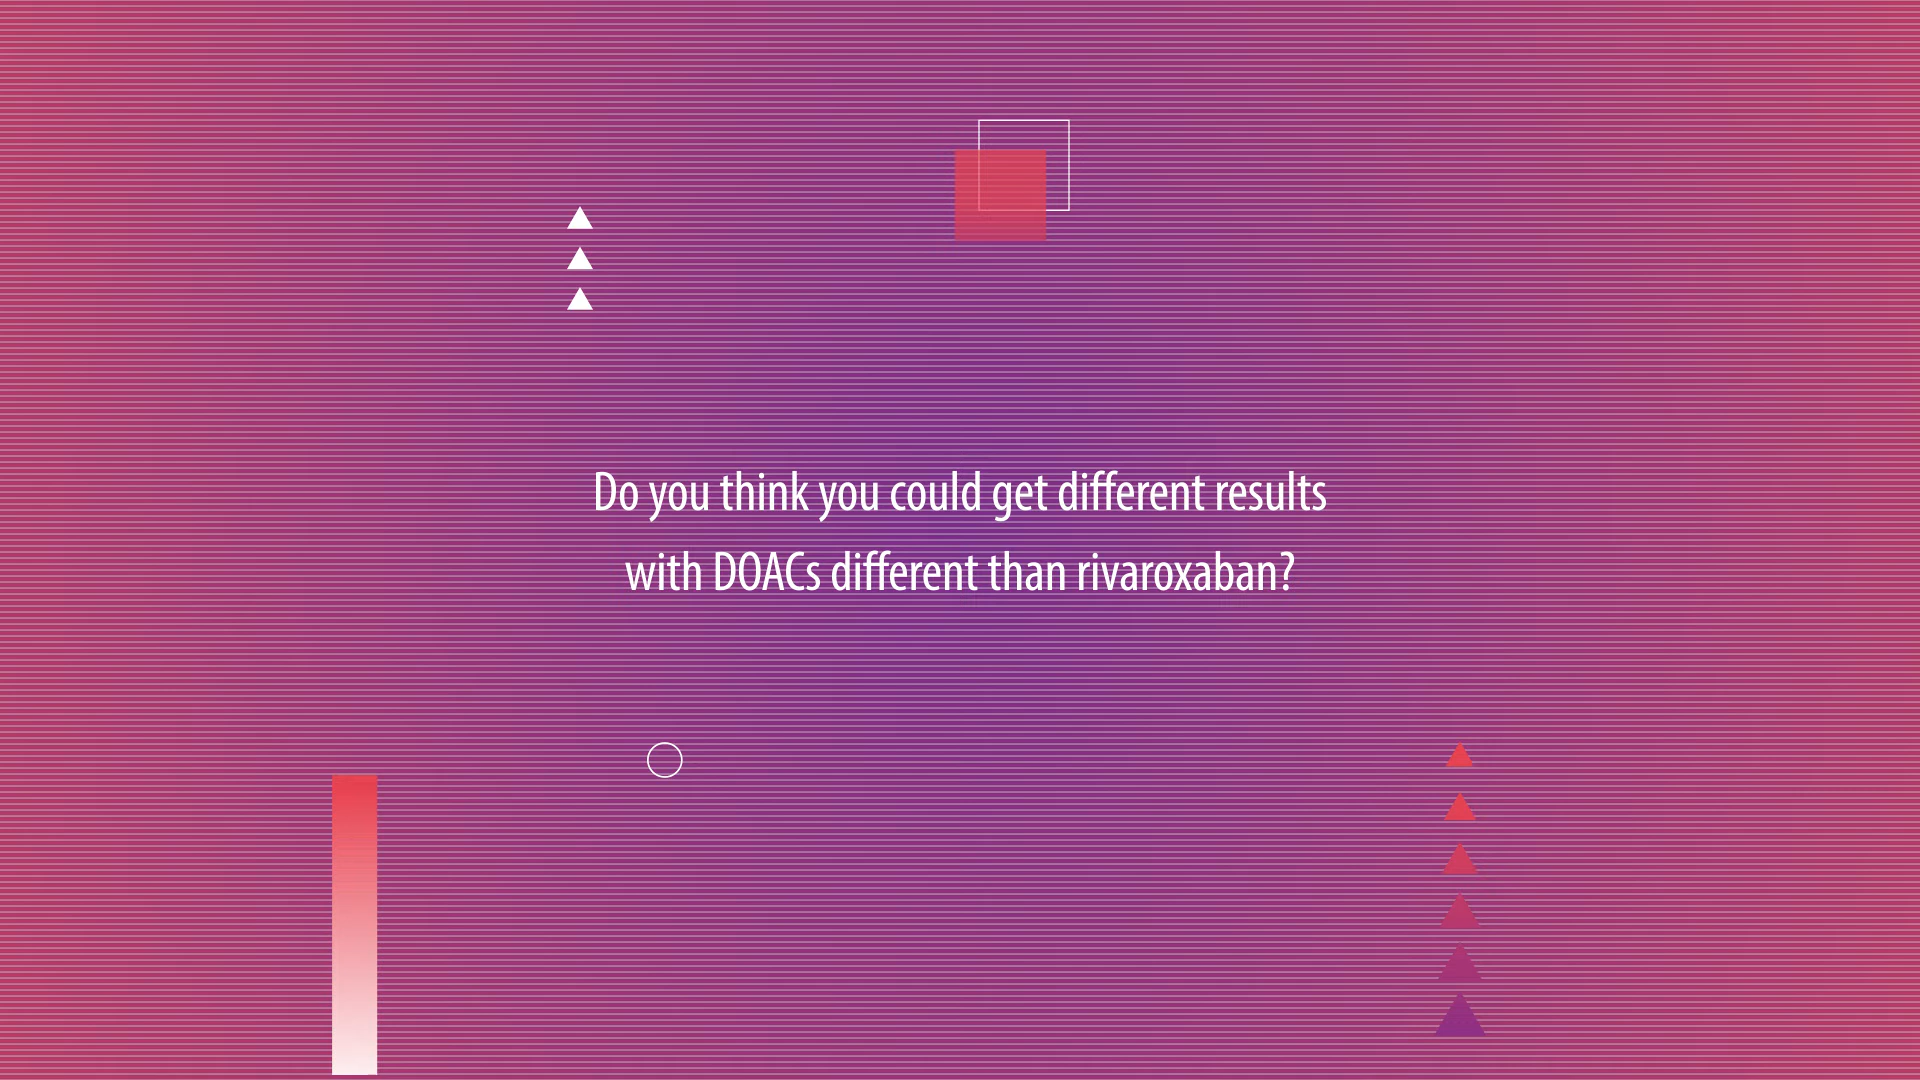 Do you think you could get different results
with DOACs different than rivaroxaban?